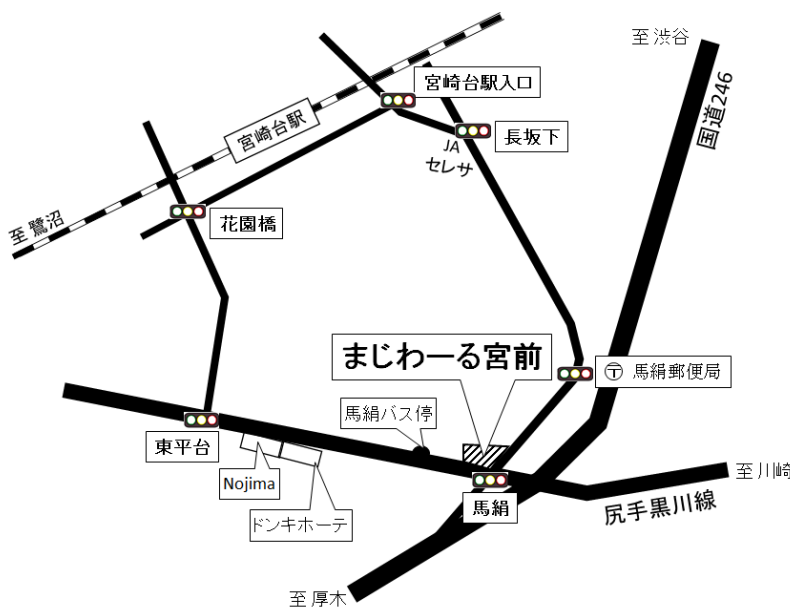 至渋谷
宮崎台駅入口
国道246
宮崎台駅
長坂下
JA
セレサ
至鷺沼
花園橋
まじわーる宮前
〒 馬絹郵便局
馬絹バス停
東平台
Nojima
ドンキホーテ
馬絹
至川崎
尻手黒川線
至厚木